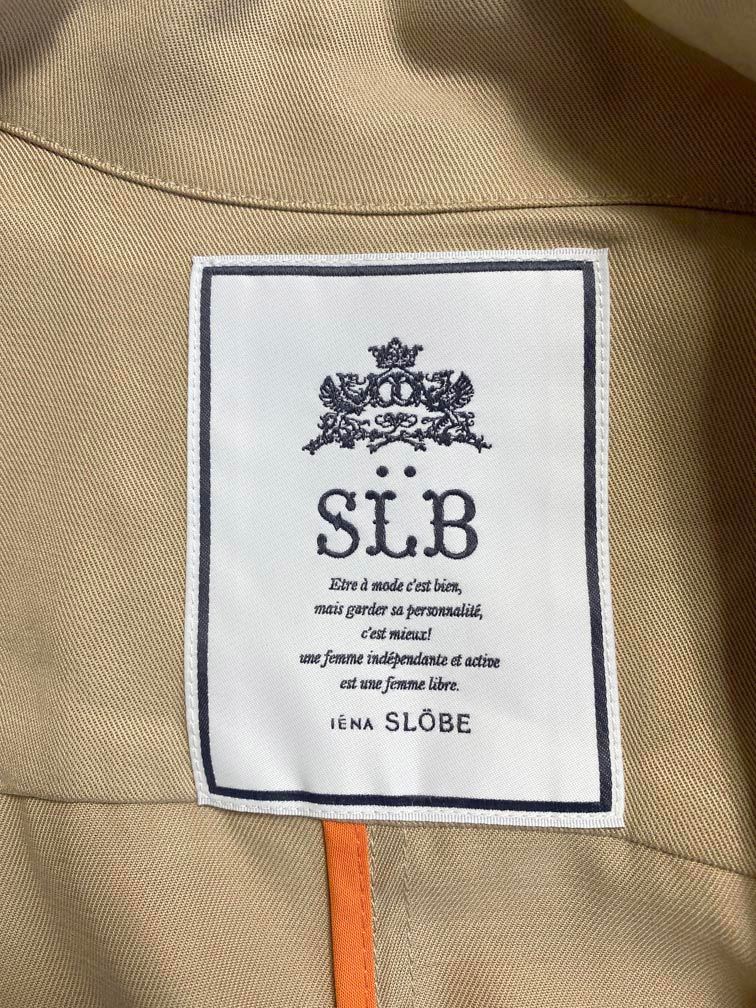 SL̈B
Etre à mode c'est bien,
mais garder sa personnalité,
c'est mieux!
une femme indépendante et active
est une femme libre.
IÉNA SLÖBE